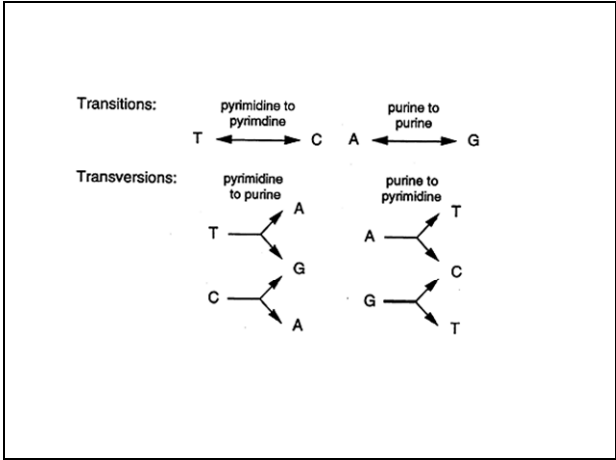 Transitions:
pyrimidine to
pyrimdine
purine to
purine
T C A G
Transversions:
pyrimidine
to purine
purine to
pyrimidine
T A G
C A
A T C
G T